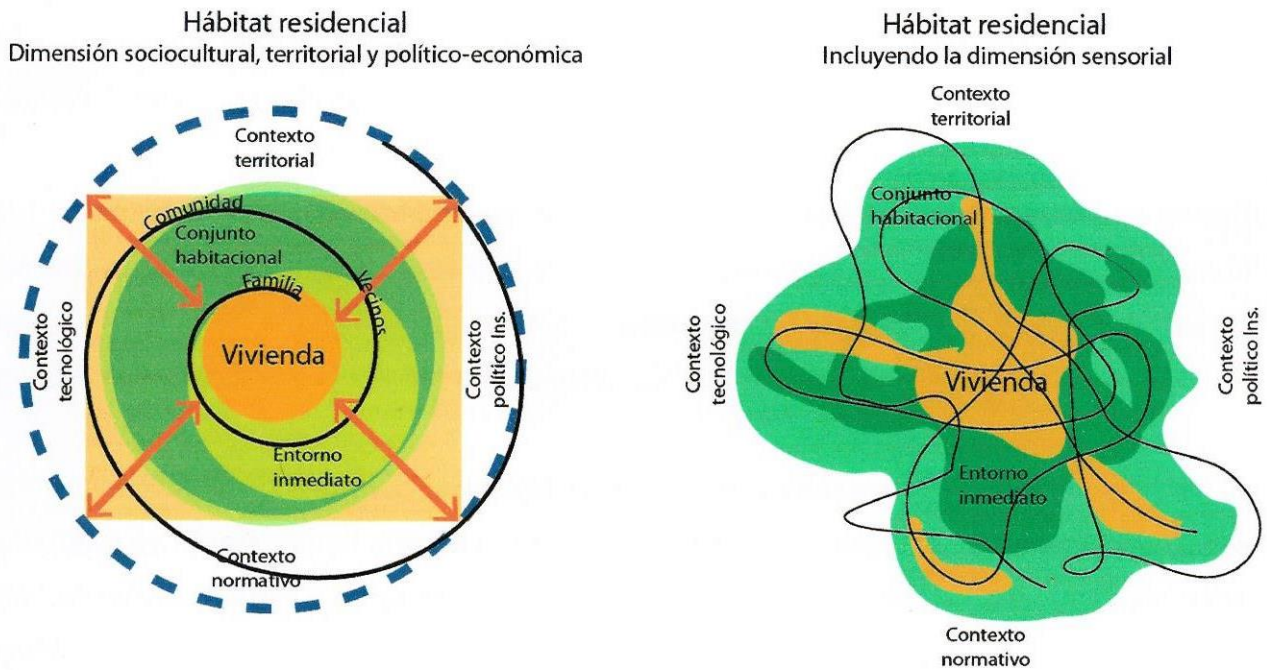 Hábitat residencial
Dimensión sociocultural, territorial y político-económica
Contexto
territorial
Comunidad
Conjunto
habitacional
Familia
Vecinos
Vivienda
Contexto
tecnológico
Contexto
político Ins.
Entorno
inmediato
Contexto
normativo
Hábitat residencial
Incluyendo la dimensión sensorial
Contexto
territorial
Conjunto
habitacional
Contexto
tecnológico
Vivienda
Contexto
político Ins.
Entorno
inmediato
Contexto
normativo